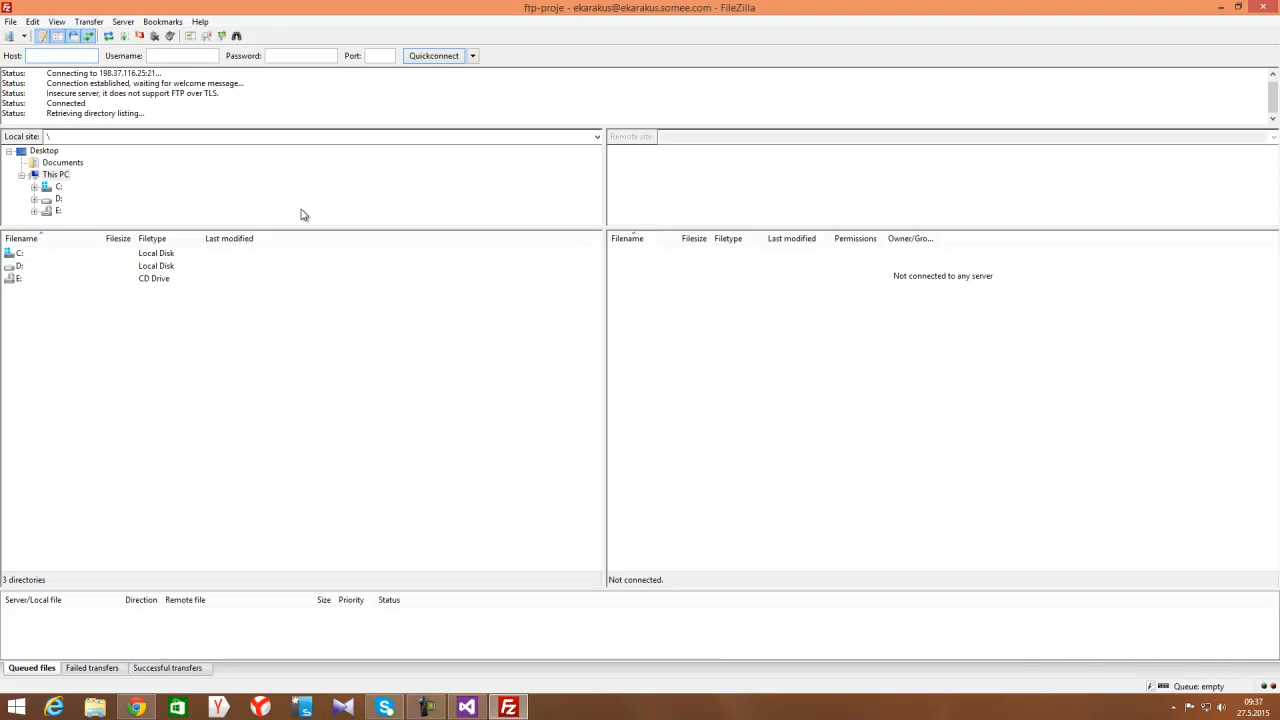 ftp-proje - ekarakus@ekarakus.somee.com - FileZilla
File Edit View Transfer Server Bookmarks Help
Host: Username: Password: Port: Quickconnect
Status: Connecting to 198.37.116.25:21...
Status: Connection established, waiting for welcome message...
Status: Insecure server, it does not support FTP over TLS.
Status: Connected
Status: Retrieving directory listing...
Local site: \
Remote site:
Desktop
Documents
This PC
C:
D:
E:
Filename Filesize Filetype Last modified
C: Local Disk
D: Local Disk
E: CD Drive
3 directories
Filename Filesize Filetype Last modified Permissions Owner/Gro...
Not connected to any server
Not connected.
Server/Local file Direction Remote file Size Priority Status
Queued files Failed transfers Successful transfers
Queue: empty
09:37
27.5.2015